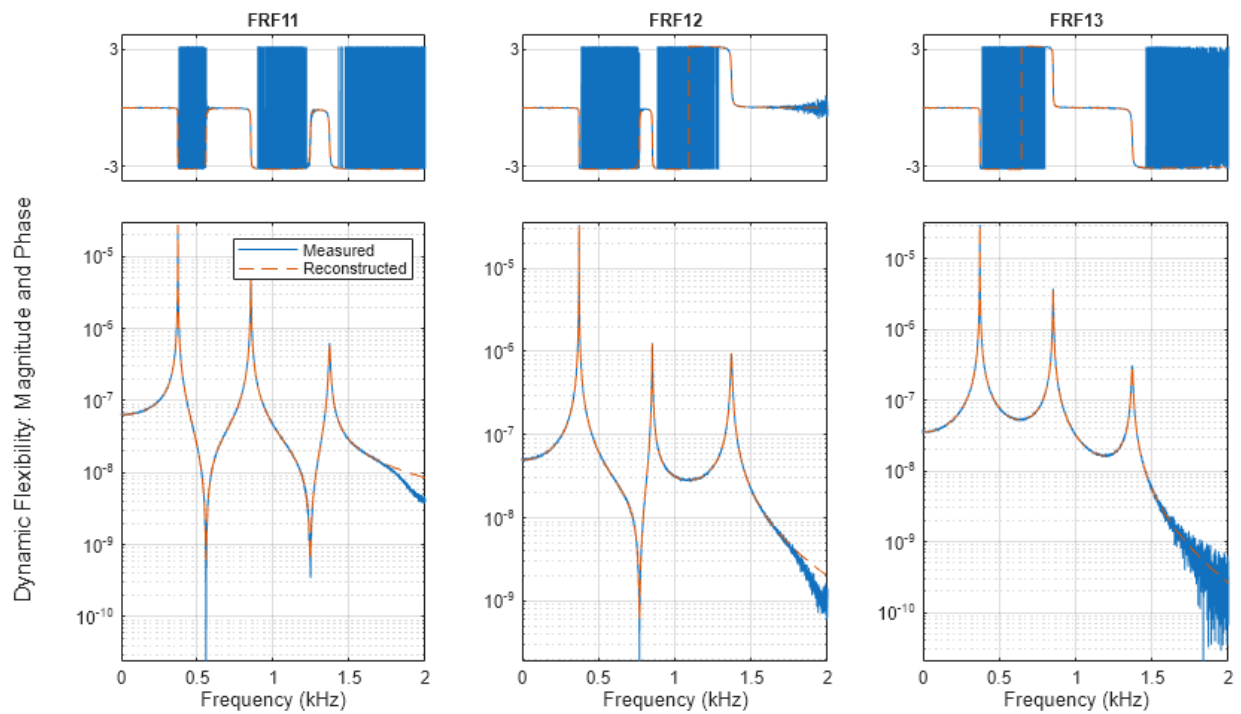 FRF11 FRF12 FRF13
3 3 3
-3 -3 -3
Dynamic Flexibility: Magnitude and Phase
Measured
Reconstructed
10^-5 10^-5 10^-5
10^-6 10^-6 10^-6
10^-7 10^-7 10^-7
10^-8 10^-8 10^-8
10^-9 10^-9 10^-9
10^-10 10^-10
0 0.5 1 1.5 2 0 0.5 1 1.5 2 0 0.5 1 1.5 2
Frequency (kHz) Frequency (kHz) Frequency (kHz)